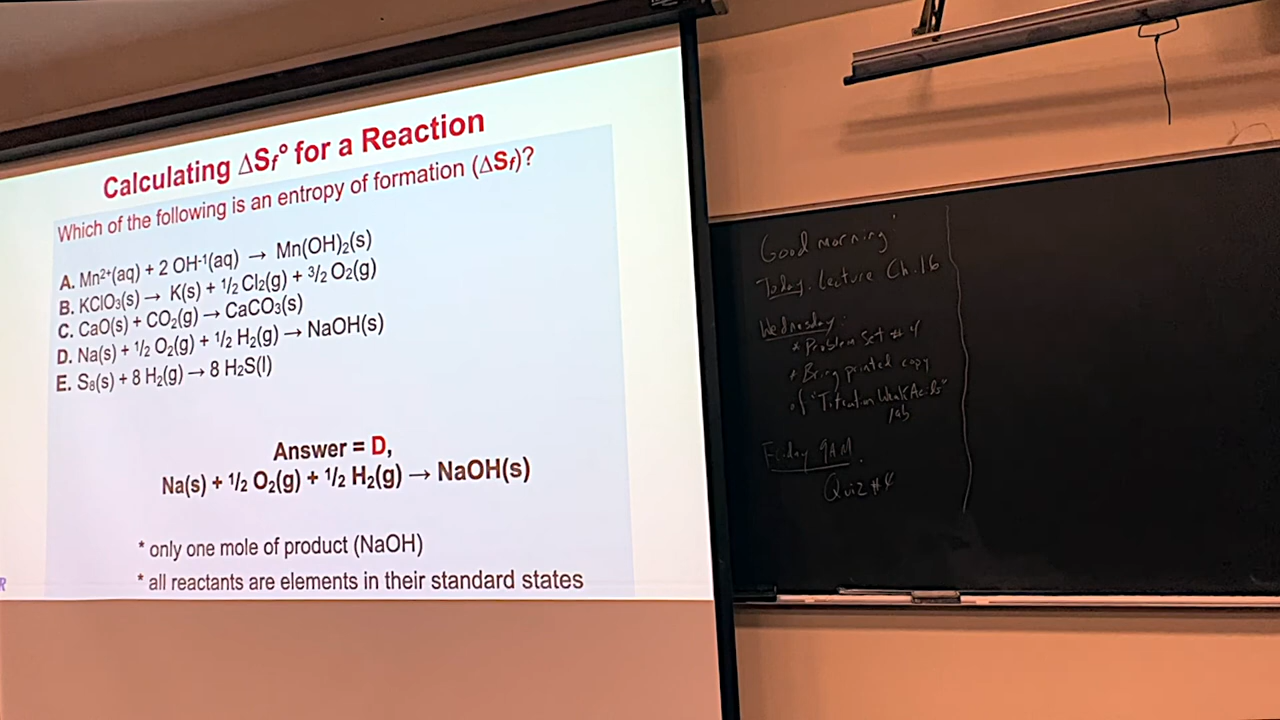 Calculating ΔSf° for a Reaction
Which of the following is an entropy of formation (ΔSf)?
A. Mn²⁺(aq) + 2 OH⁻¹(aq) → Mn(OH)₂(s)
B. KClO₃(s) → K(s) + ¹/₂ Cl₂(g) + ³/₂ O₂(g)
C. CaO(s) + CO₂(g) → CaCO₃(s)
D. Na(s) + ¹/₂ O₂(g) + ¹/₂ H₂(g) → NaOH(s)
E. S₈(s) + 8 H₂(g) → 8 H₂S(l)
Answer = D,
Na(s) + ¹/₂ O₂(g) + ¹/₂ H₂(g) → NaOH(s)
* only one mole of product (NaOH)
* all reactants are elements in their standard states
R
Good morning
Today. Lecture Ch. 16
Wednesday:
* Problem Set #4
* Bring printed copy
of "Titration Weak Acids"
lab
Friday 9AM
Quiz #4